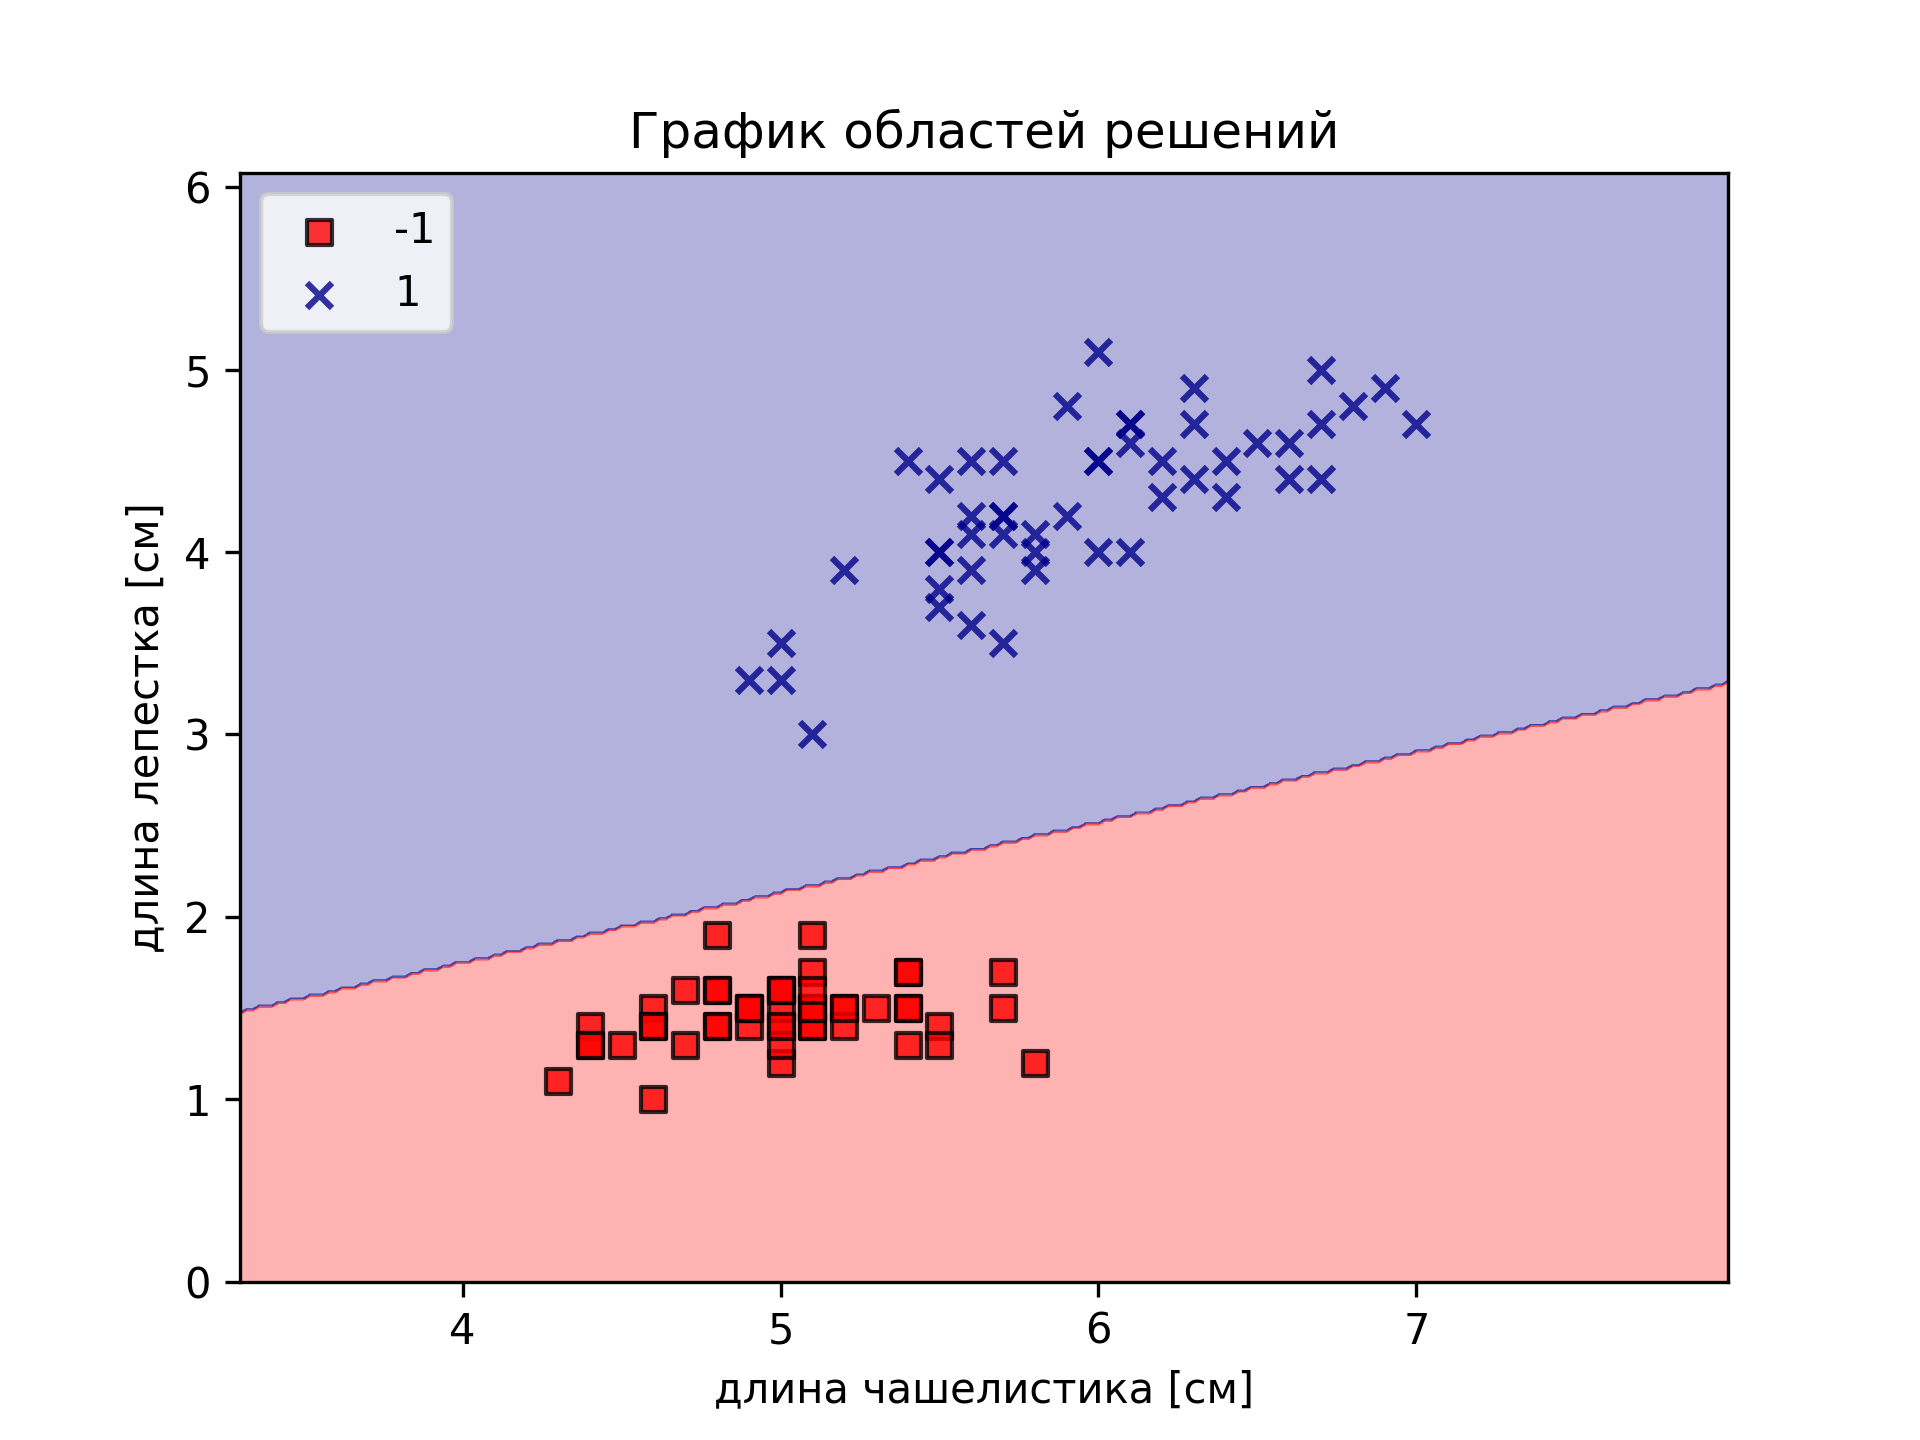 График областей решений
6
5
4
3
2
1
0
-1
1
длина лепестка [см]
4 5 6 7
длина чашелистика [см]